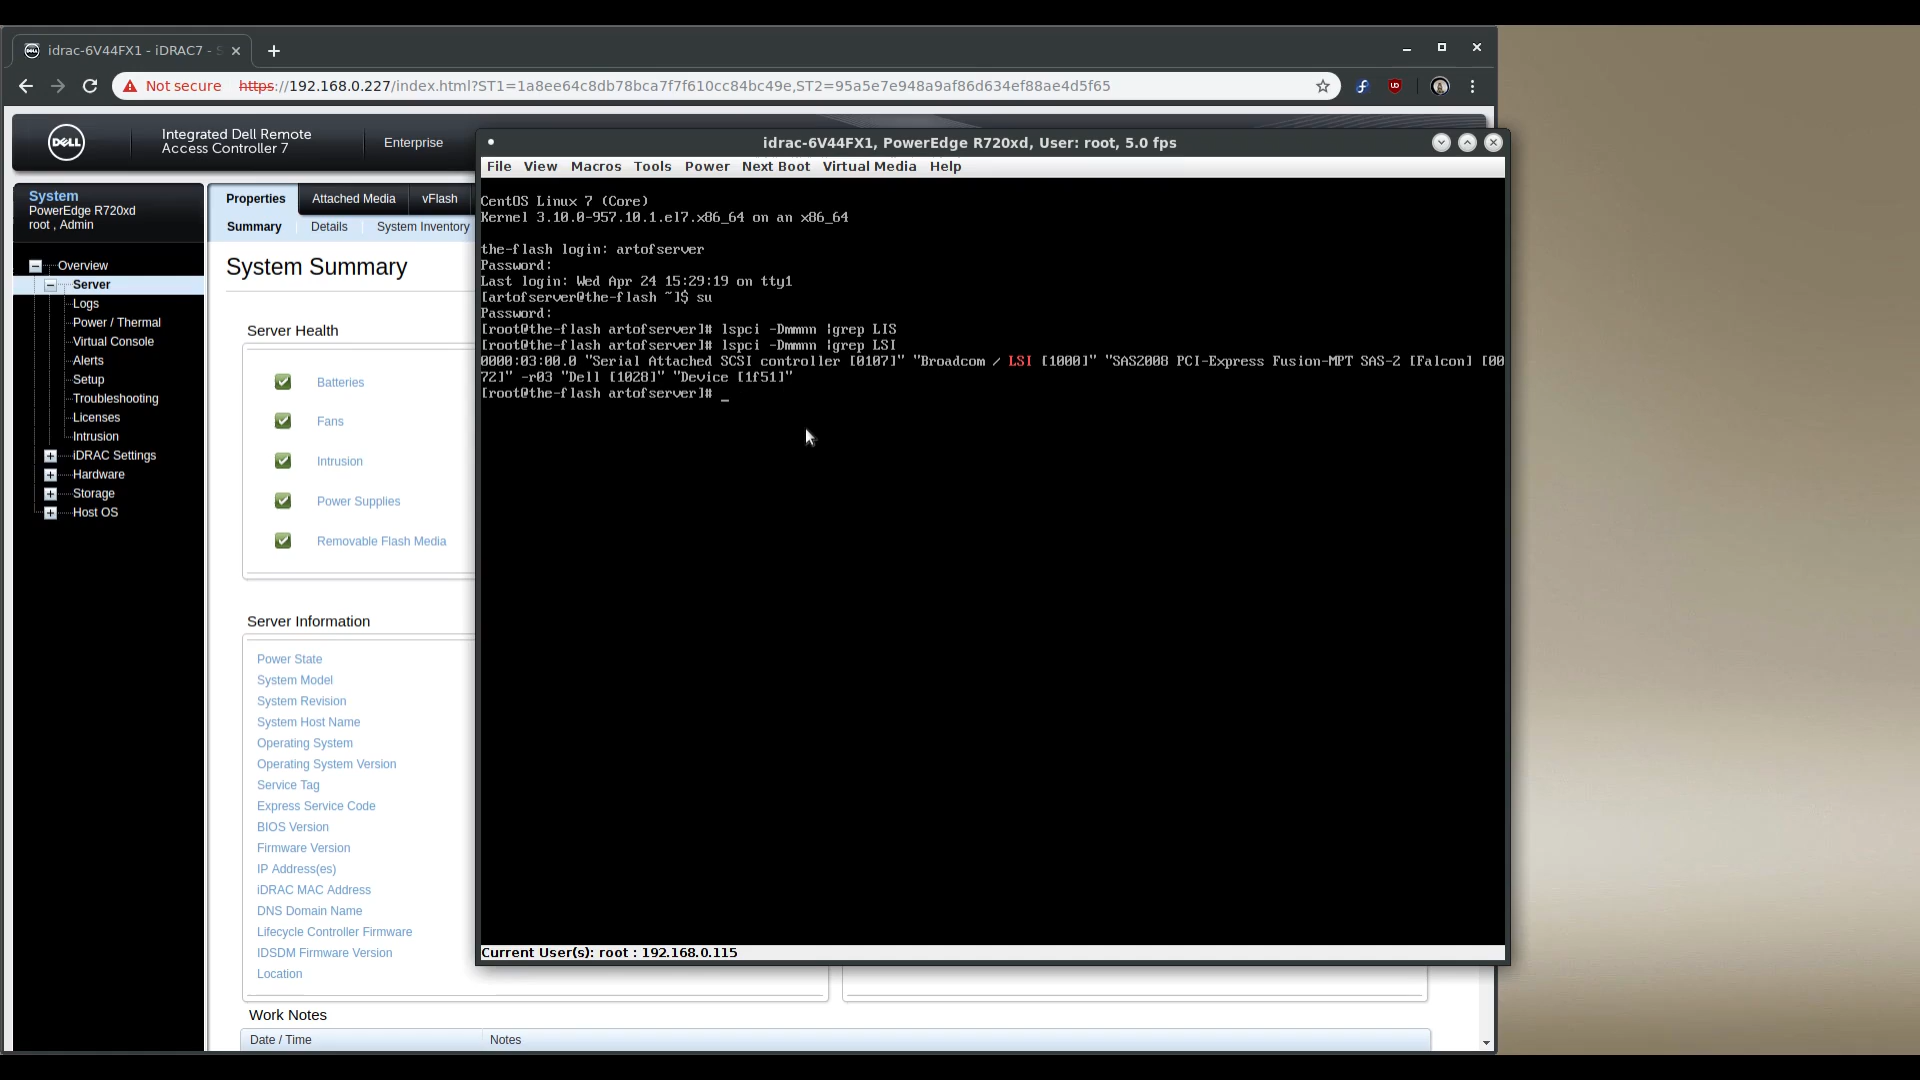 idrac-6V44FX1 - iDRAC7 - S
Not secure https://192.168.0.227/index.html?ST1=1a8ee64c8db78bca7f7f610cc84bc49e,ST2=95a5e7e948a9af86d634ef88ae4d5f65
DELL
Integrated Dell Remote
Access Controller 7
Enterprise
System
PowerEdge R720xd
root , Admin
Overview
Server
Logs
Power / Thermal
Virtual Console
Alerts
Setup
Troubleshooting
Licenses
Intrusion
iDRAC Settings
Hardware
Storage
Host OS
Properties Attached Media vFlash
Summary Details System Inventory
System Summary
Server Health
Batteries
Fans
Intrusion
Power Supplies
Removable Flash Media
Server Information
Power State
System Model
System Revision
System Host Name
Operating System
Operating System Version
Service Tag
Express Service Code
BIOS Version
Firmware Version
IP Address(es)
iDRAC MAC Address
DNS Domain Name
Lifecycle Controller Firmware
IDSDM Firmware Version
Location
Work Notes
Date / Time Notes
idrac-6V44FX1, PowerEdge R720xd, User: root, 5.0 fps
File View Macros Tools Power Next Boot Virtual Media Help
CentOS Linux 7 (Core)
Kernel 3.10.0-957.10.1.el7.x86_64 on an x86_64
the-flash login: artofserver
Password:
Last login: Wed Apr 24 15:29:19 on tty1
[artofserver@the-flash ~]$ su
Password:
[root@the-flash artofserver]# lspci -Dmmnn |grep LIS
[root@the-flash artofserver]# lspci -Dmmnn |grep LSI
0000:03:00.0 "Serial Attached SCSI controller [0107]" "Broadcom / LSI [1000]" "SAS2008 PCI-Express Fusion-MPT SAS-2 [Falcon] [00
72]" -r03 "Dell [1028]" "Device [1f51]"
[root@the-flash artofserver]# _
Current User(s): root : 192.168.0.115